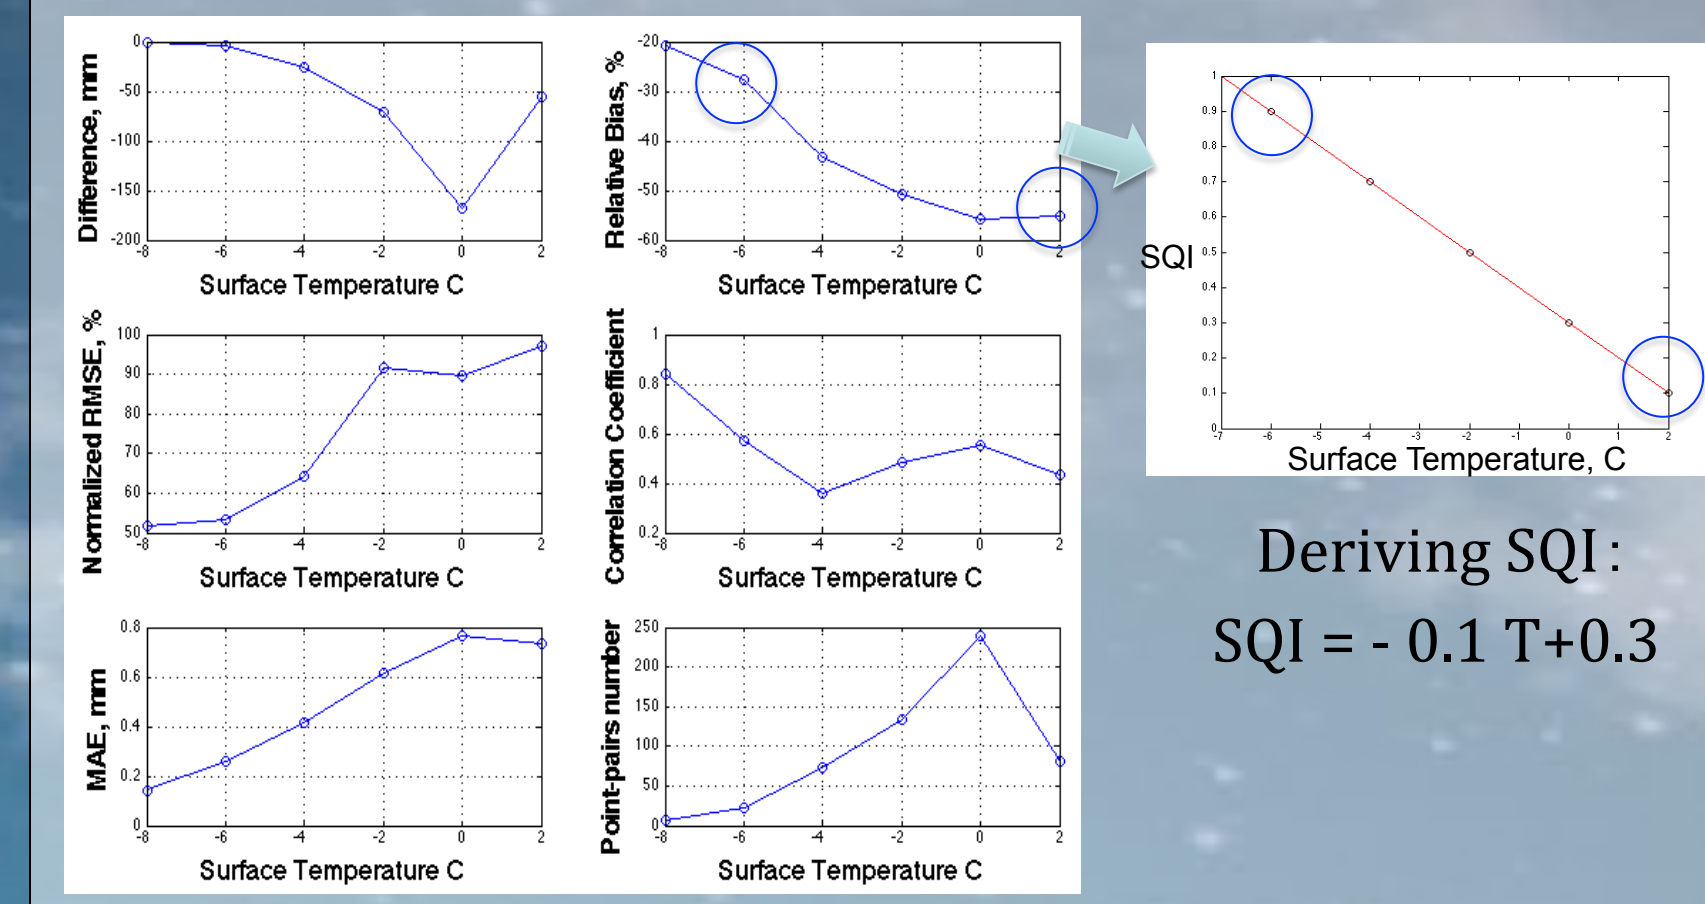 0
-50
-100
-150
-200
-8 -6 -4 -2 0 2
Difference, mm
Surface Temperature C
-20
-30
-40
-50
-60
-8 -6 -4 -2 0 2
Relative Bias, %
Surface Temperature C
100
90
80
70
60
50
-8 -6 -4 -2 0 2
Normalized RMSE, %
Surface Temperature C
1
0.8
0.6
0.4
0.2
-8 -6 -4 -2 0 2
Correlation Coefficient
Surface Temperature C
0.8
0.6
0.4
0.2
0
-8 -6 -4 -2 0 2
MAE, mm
Surface Temperature C
250
200
150
100
50
0
-8 -6 -4 -2 0 2
Point-pairs number
Surface Temperature C
1
0.9
0.8
0.7
0.6
0.5
0.4
0.3
0.2
0.1
0
-7 -6 -5 -4 -3 -2 -1 0 1 2
SQI
Surface Temperature, C
Deriving SQI:
SQI = - 0.1 T+0.3